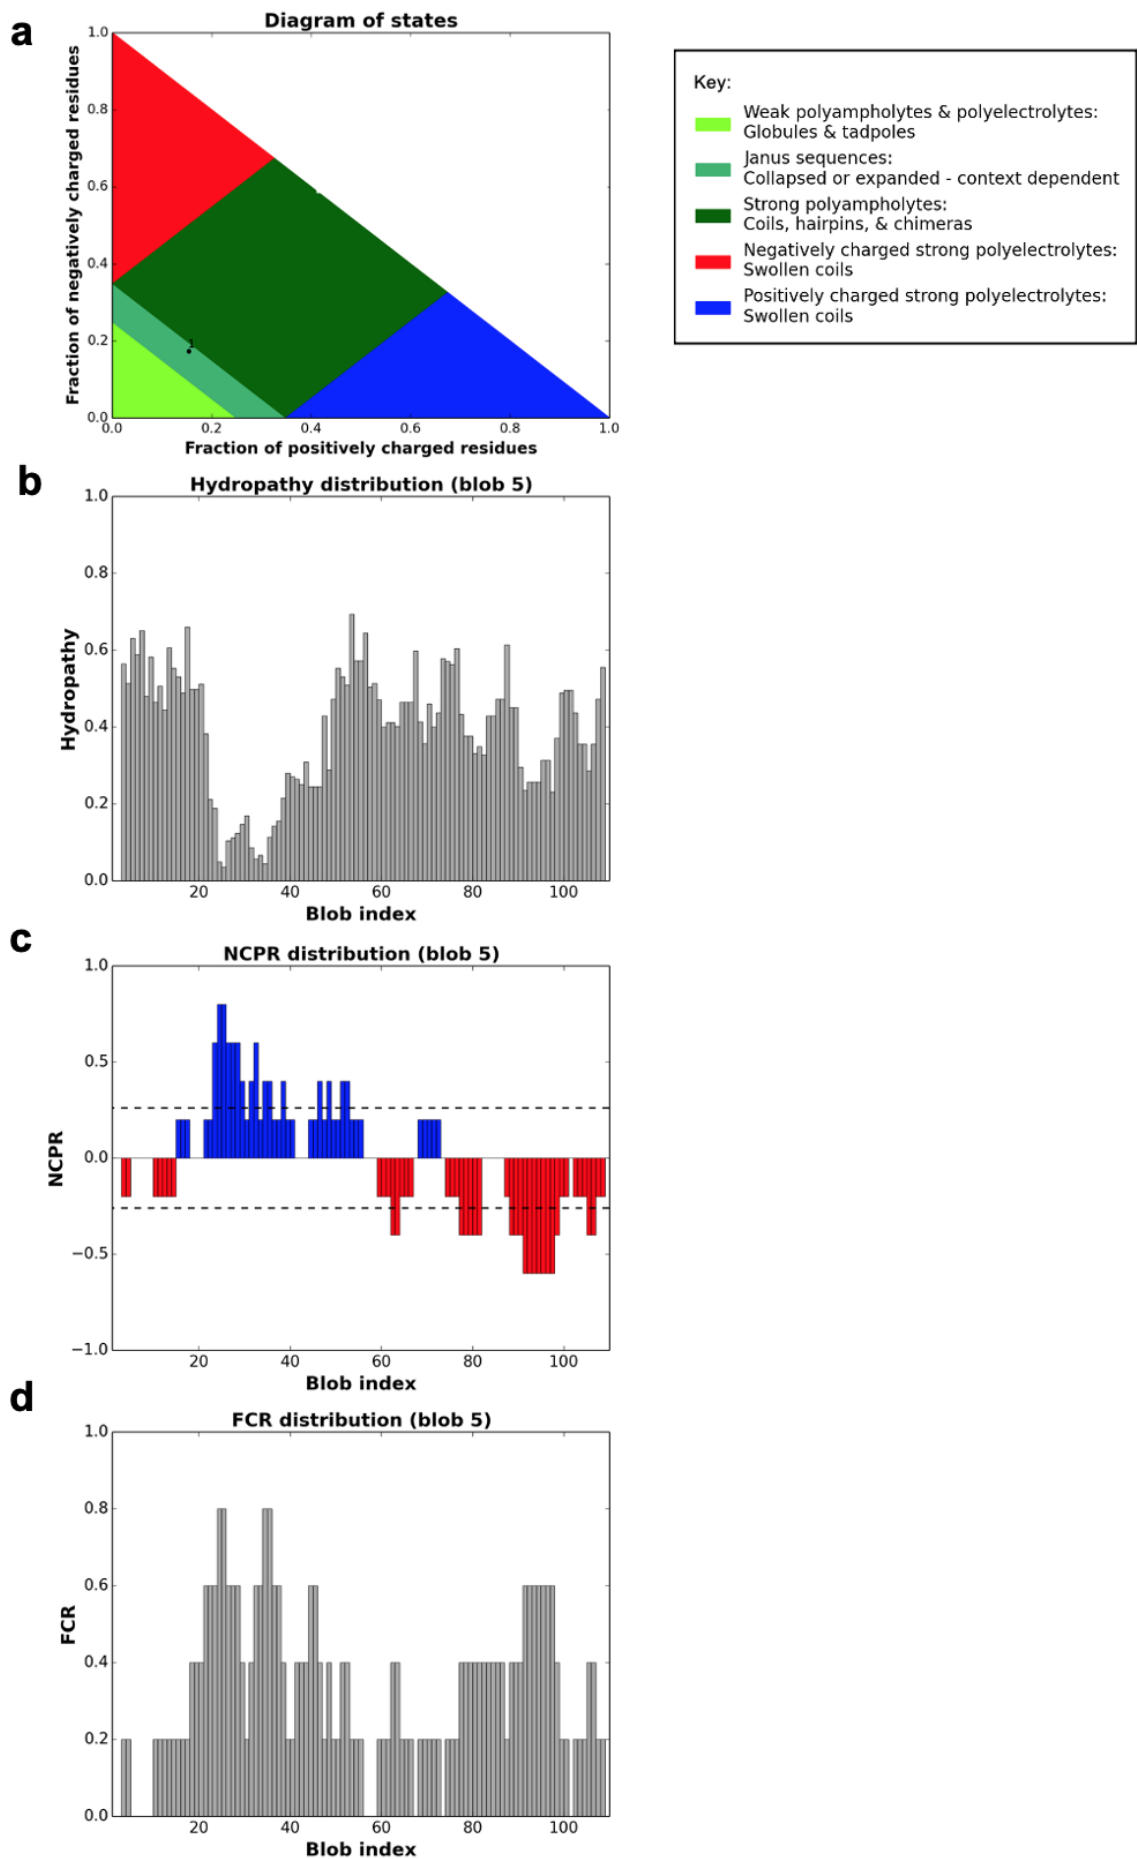 a
Diagram of states
1.0
0.8
0.6
0.4
0.2
0.0
Fraction of negatively charged residues
1
0.0 0.2 0.4 0.6 0.8 1.0
Fraction of positively charged residues
Key:
Weak polyampholytes & polyelectrolytes:
Globules & tadpoles
Janus sequences:
Collapsed or expanded - context dependent
Strong polyampholytes:
Coils, hairpins, & chimeras
Negatively charged strong polyelectrolytes:
Swollen coils
Positively charged strong polyelectrolytes:
Swollen coils
b
Hydropathy distribution (blob 5)
1.0
0.8
0.6
0.4
0.2
0.0
Hydropathy
20 40 60 80 100
Blob index
c
NCPR distribution (blob 5)
1.0
0.5
0.0
−0.5
−1.0
NCPR
20 40 60 80 100
Blob index
d
FCR distribution (blob 5)
1.0
0.8
0.6
0.4
0.2
0.0
FCR
20 40 60 80 100
Blob index